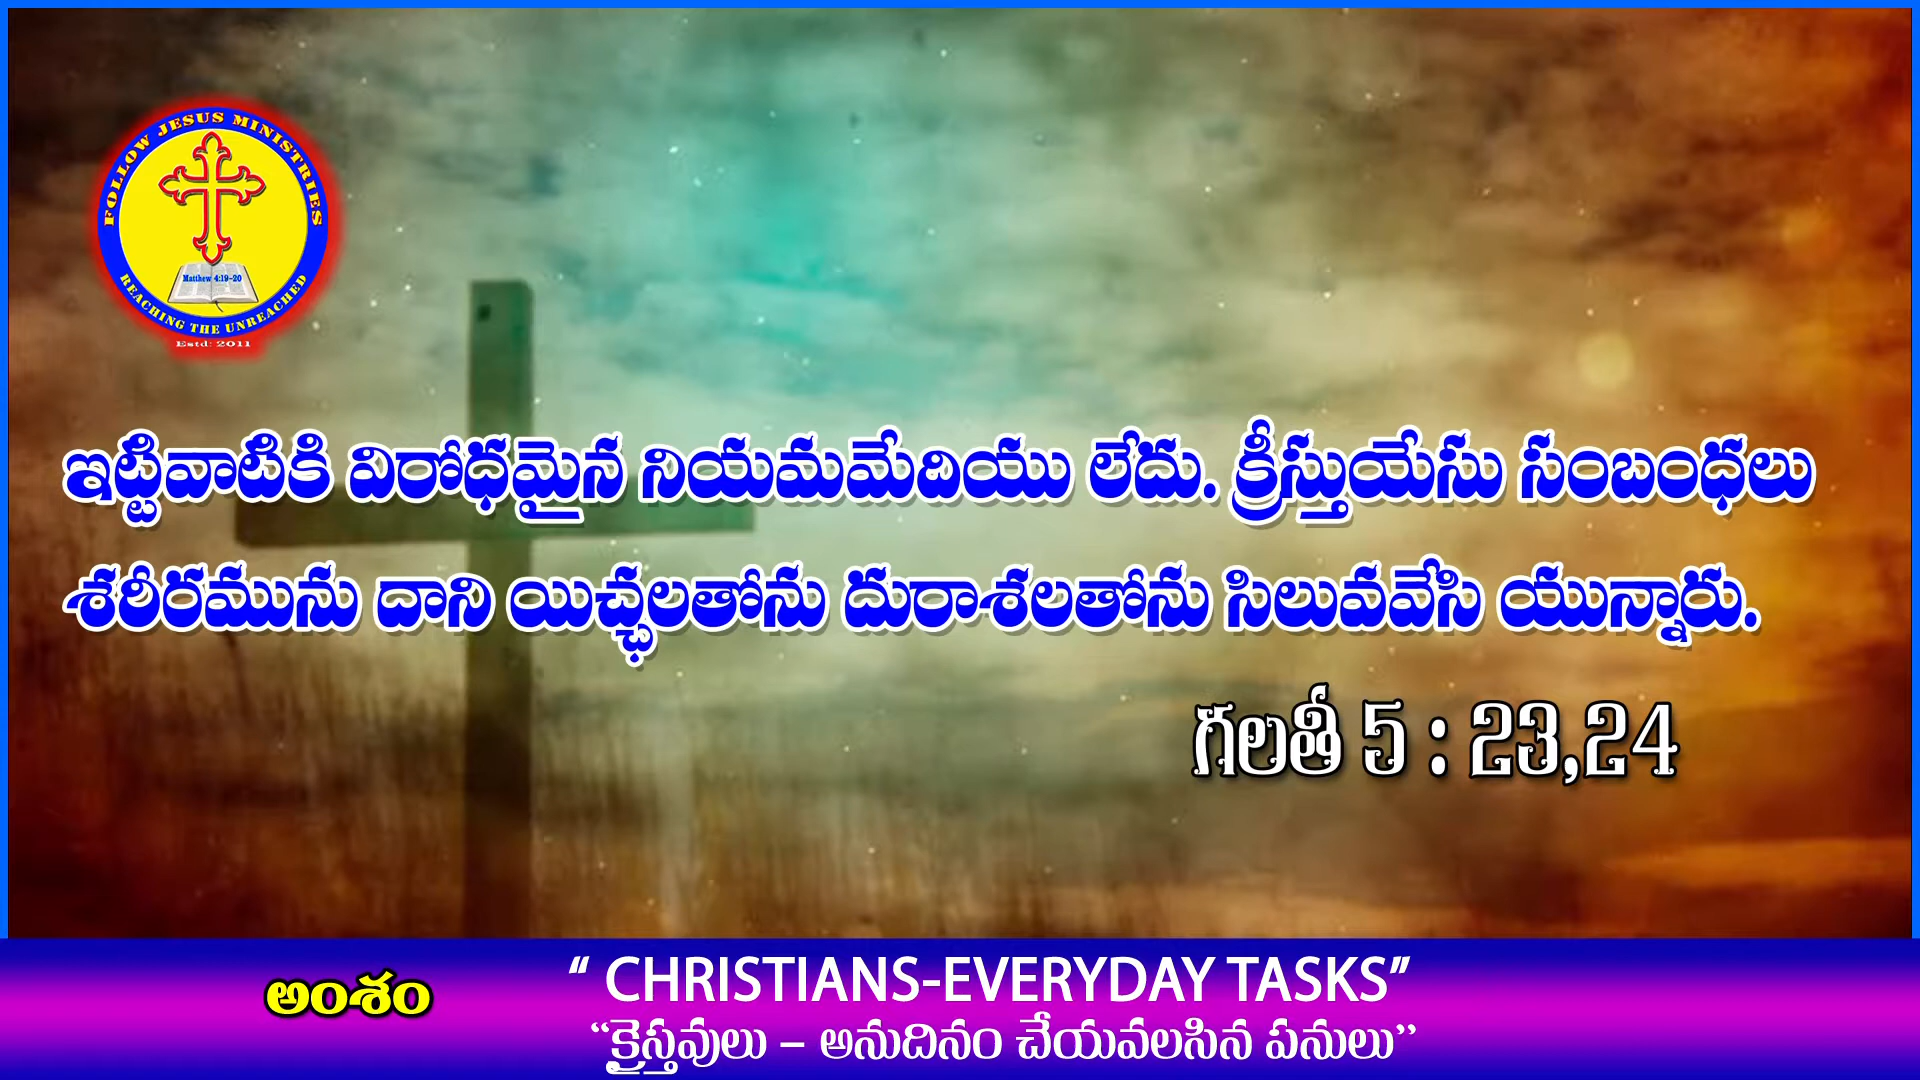 FOLLOW JESUS MINISTRIES
Matthew 4:19-20
REACHING THE UNREACHED
Estd: 2011
ఇట్టివాటికి విరోధమైన నియమమేదియు లేదు. క్రీస్తుయేసు సంబంధలు
శరీరమును దాని యిచ్ఛలతోను దురాశలతోను సిలువవేసి యున్నారు.
గలతీ 5 : 23,24
అంశం
“ CHRISTIANS-EVERYDAY TASKS”
“క్రైస్తవులు – అనుదినం చేయవలసిన పనులు”